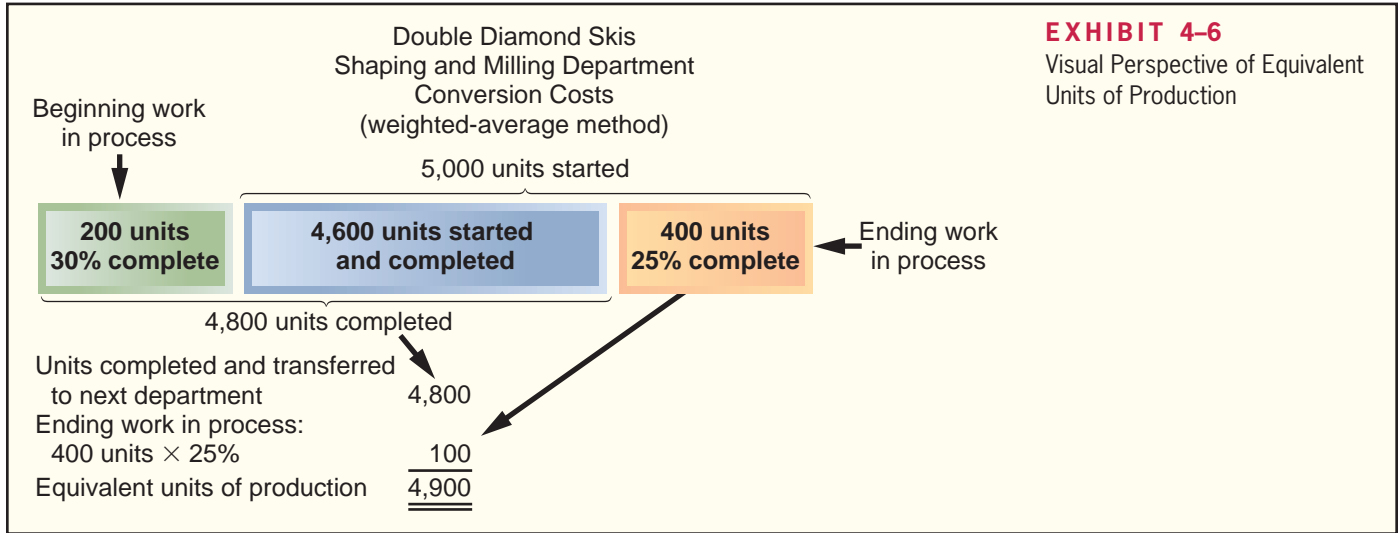 Double Diamond Skis
Shaping and Milling Department
Conversion Costs
(weighted-average method)
EXHIBIT 4–6
Visual Perspective of Equivalent
Units of Production
Beginning work
in process
5,000 units started
200 units
30% complete
4,600 units started
and completed
400 units
25% complete
Ending work
in process
4,800 units completed
Units completed and transferred
to next department 4,800
Ending work in process:
400 units × 25% 100
Equivalent units of production 4,900